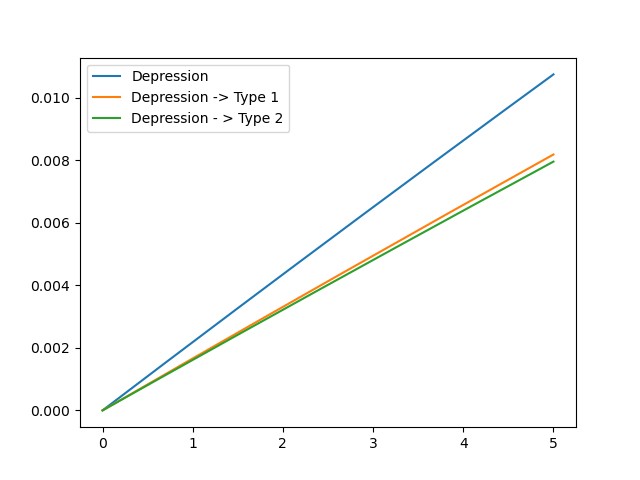 Depression
Depression -> Type 1
Depression - > Type 2
0.010
0.008
0.006
0.004
0.002
0.000
0 1 2 3 4 5